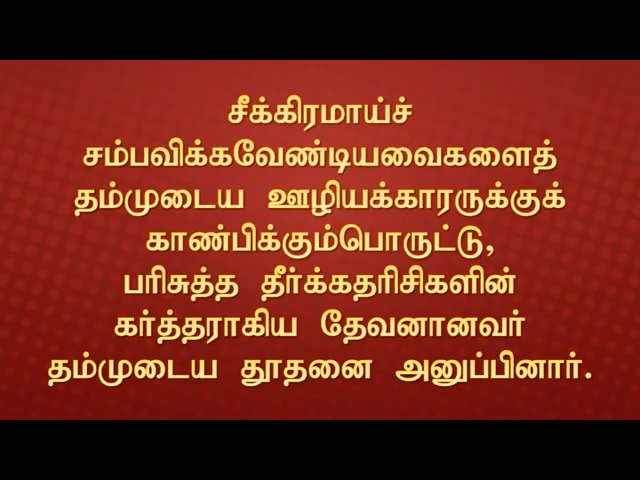 சீக்கிரமாய்ச்
சம்பவிக்கவேண்டியவைகளைத்
தம்முடைய ஊழியக்காரருக்குக்
காண்பிக்கும்பொருட்டு,
பரிசுத்த தீர்க்கதரிசிகளின்
கர்த்தராகிய தேவனானவர்
தம்முடைய தூதனை அனுப்பினார்.